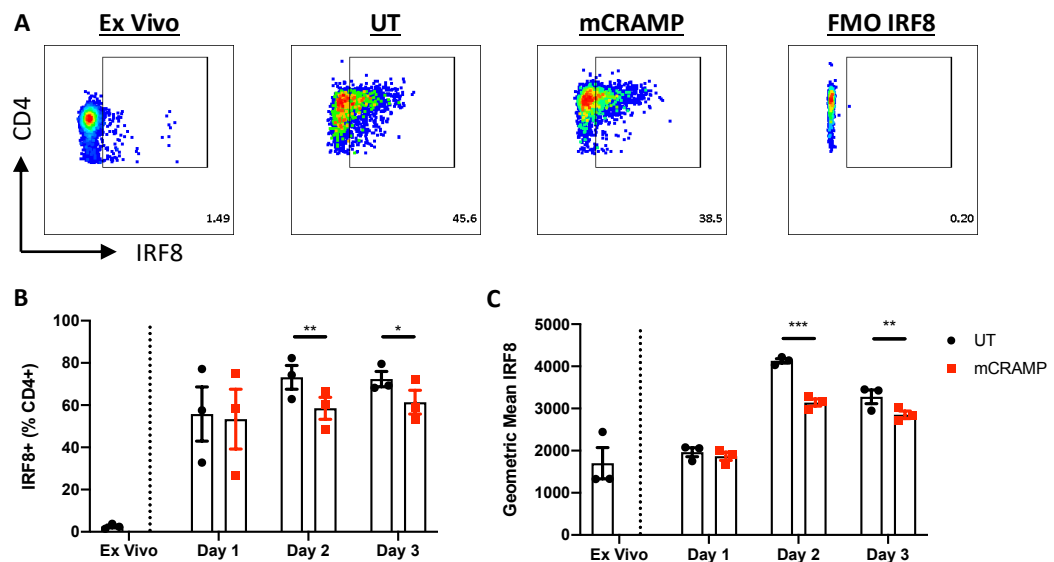 A
Ex Vivo
UT
mCRAMP
FMO IRF8
CD4
1.49
45.6
38.5
0.20
IRF8
B
IRF8+ (% CD4+)
100
80
60
40
20
0
**
*
Ex Vivo
Day 1
Day 2
Day 3
C
Geometric Mean IRF8
5000
4000
3000
2000
1000
0
***
**
Ex Vivo
Day 1
Day 2
Day 3
UT
mCRAMP